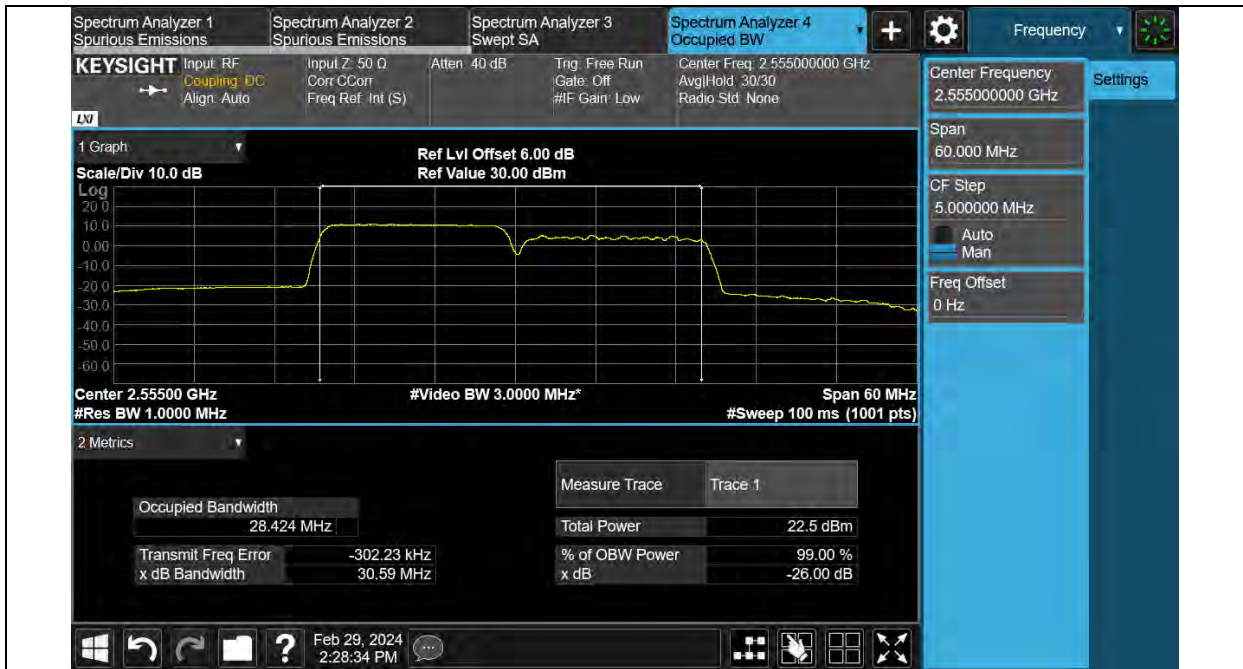 Spectrum Analyzer 1
Spurious Emissions
Spectrum Analyzer 2
Spurious Emissions
Spectrum Analyzer 3
Swept SA
Spectrum Analyzer 4
Occupied BW
Frequency
KEYSIGHT
Input: RF
Coupling: DC
Align: Auto
Input Z: 50 Ω
Corr CCorr
Freq Ref: Int (S)
Atten: 40 dB
Trig: Free Run
Gate: Off
#IF Gain: Low
Center Freq: 2.555000000 GHz
Avg|Hold: 30/30
Radio Std: None
LXI
Center Frequency
2.555000000 GHz
Settings
Span
60.000 MHz
CF Step
5.000000 MHz
Auto
Man
Freq Offset
0 Hz
1 Graph
Scale/Div 10.0 dB
Ref Lvl Offset 6.00 dB
Ref Value 30.00 dBm
Log
20.0
10.0
0.00
-10.0
-20.0
-30.0
-40.0
-50.0
-60.0
Center 2.55500 GHz
#Video BW 3.0000 MHz*
Span 60 MHz
#Res BW 1.0000 MHz
#Sweep 100 ms (1001 pts)
2 Metrics
Measure Trace
Trace 1
Occupied Bandwidth
28.424 MHz
Total Power
22.5 dBm
Transmit Freq Error
-302.23 kHz
% of OBW Power
99.00 %
x dB Bandwidth
30.59 MHz
x dB
-26.00 dB
Feb 29, 2024
2:28:34 PM